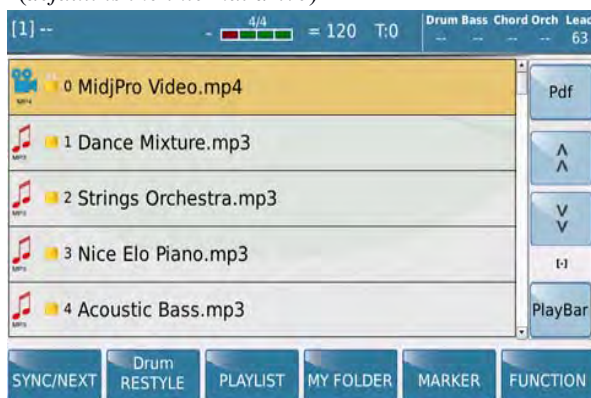 [1] --
- 4/4 = 120 T:0
Drum Bass Chord Orch Lead
-- -- -- -- 63
MP4 0 MidjPro Video.mp4
Pdf
MP3 1 Dance Mixture.mp3
MP3 2 Strings Orchestra.mp3
MP3 3 Nice Elo Piano.mp3
[-]
MP3 4 Acoustic Bass.mp3
PlayBar
SYNC/NEXT
Drum
RESTYLE
PLAYLIST
MY FOLDER
MARKER
FUNCTION